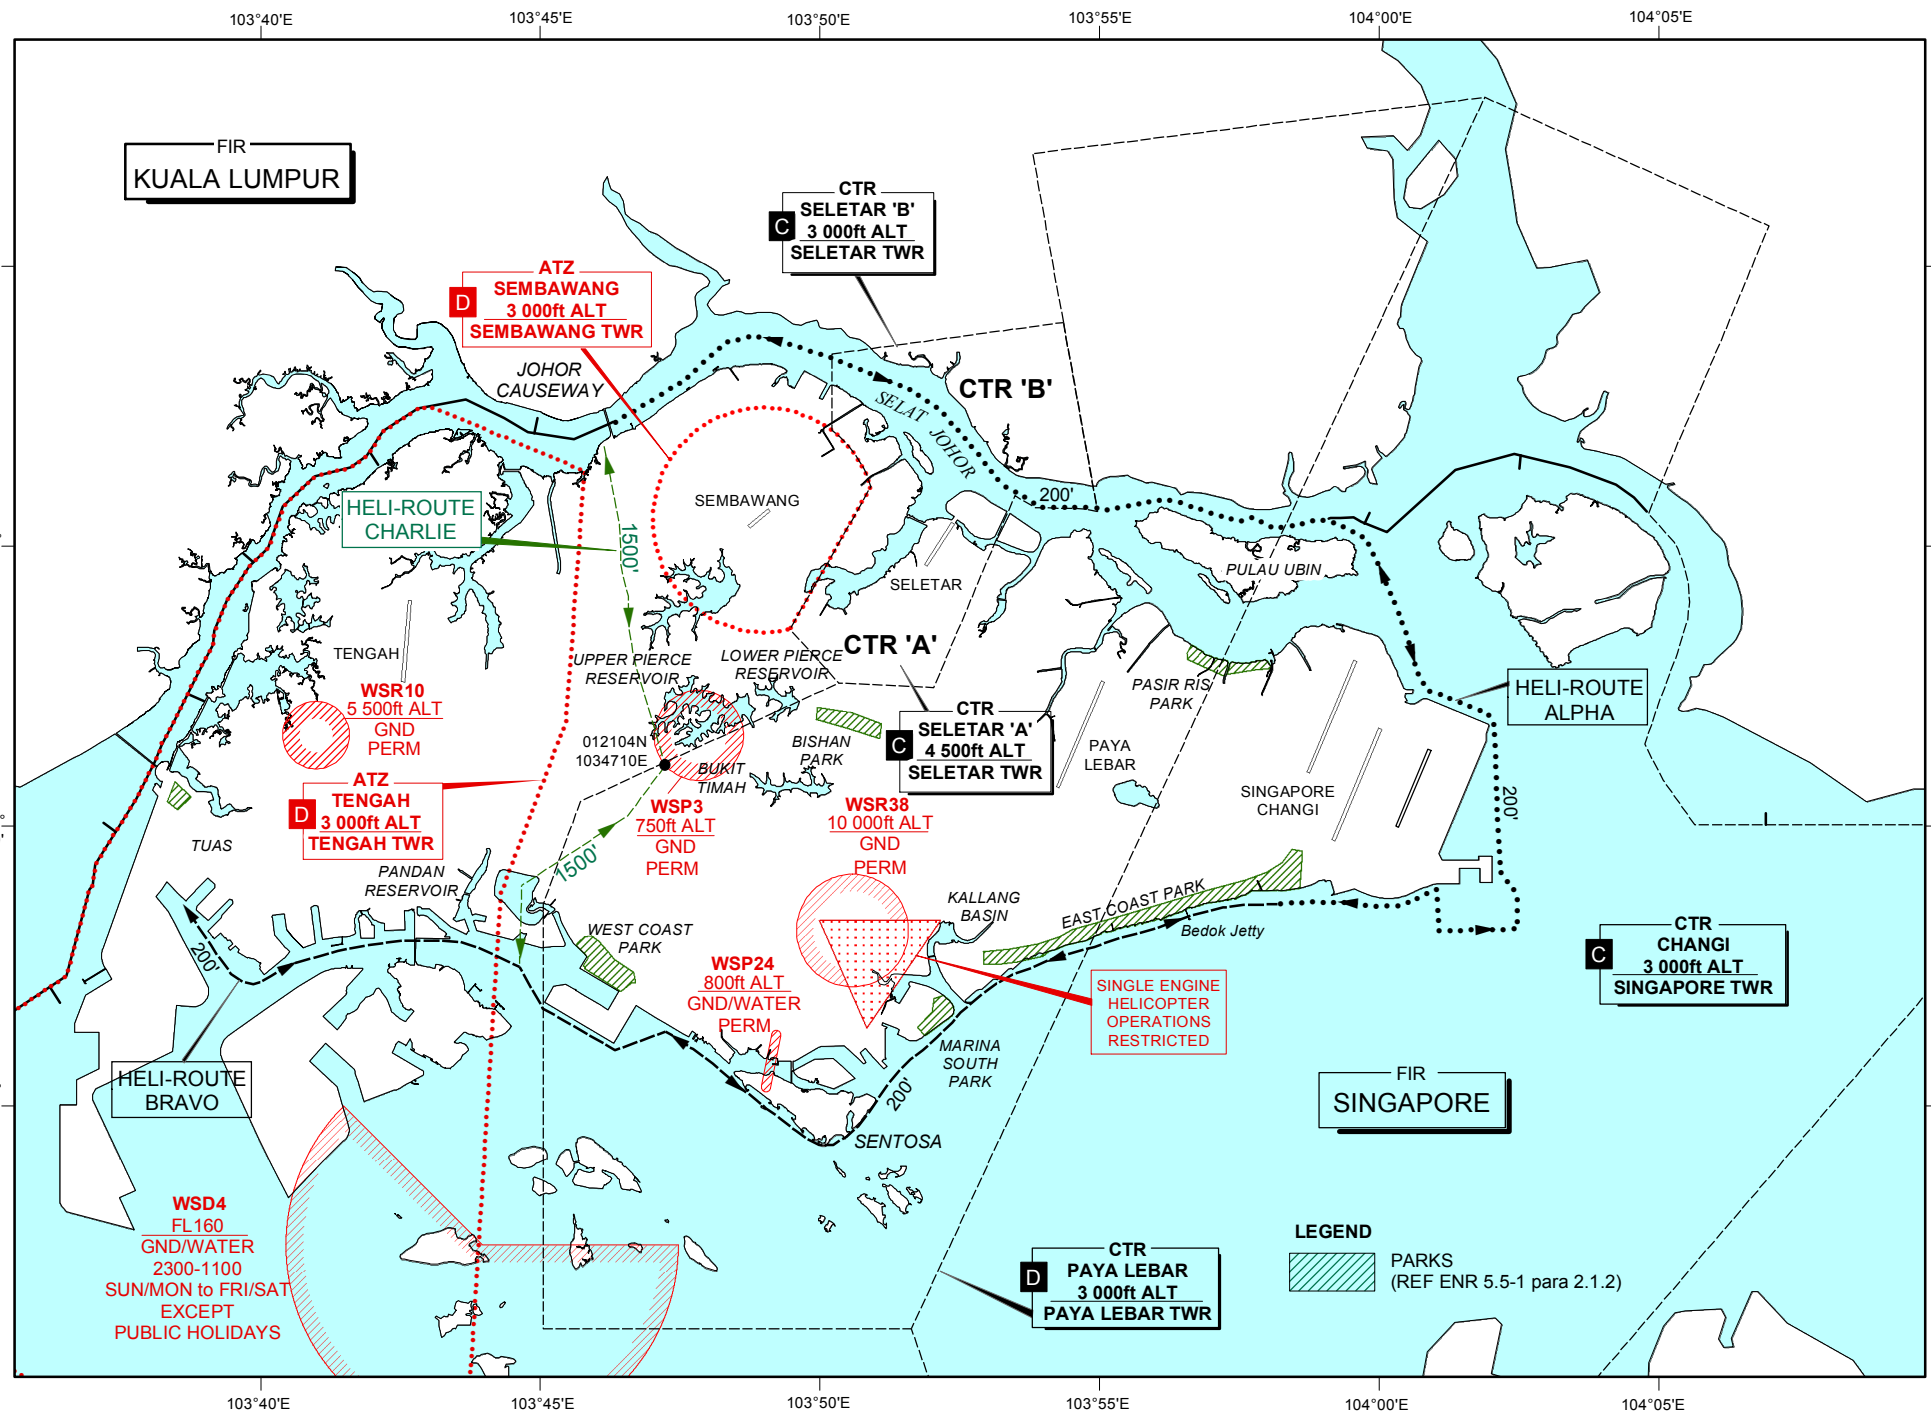 103°40'E
103°45'E
103°50'E
103°55'E
104°00'E
104°05'E
FIR
KUALA LUMPUR
CTR
SELETAR 'B'
C
3 000ft ALT
SELETAR TWR
ATZ
SEMBAWANG
D
3 000ft ALT
SEMBAWANG TWR
JOHOR
CAUSEWAY
CTR 'B'
SELAT JOHOR
200'
HELI-ROUTE
CHARLIE
1500'
SEMBAWANG
SELETAR
PULAU UBIN
TENGAH
CTR 'A'
UPPER PIERCE
RESERVOIR
LOWER PIERCE
RESERVOIR
WSR10
5 500ft ALT
GND
PERM
PASIR RIS
PARK
HELI-ROUTE
ALPHA
012104N
1034710E
BISHAN
PARK
BUKIT
TIMAH
CTR
SELETAR 'A'
C
4 500ft ALT
SELETAR TWR
PAYA
LEBAR
SINGAPORE
CHANGI
200'
ATZ
TENGAH
D
3 000ft ALT
TENGAH TWR
WSP3
750ft ALT
GND
PERM
WSR38
10 000ft ALT
GND
PERM
TUAS
PANDAN
RESERVOIR
1500'
KALLANG
BASIN
EAST COAST PARK
Bedok Jetty
WEST COAST
PARK
200'
WSP24
800ft ALT
GND/WATER
PERM
SINGLE ENGINE
HELICOPTER
OPERATIONS
RESTRICTED
CTR
CHANGI
C
3 000ft ALT
SINGAPORE TWR
MARINA
SOUTH
PARK
HELI-ROUTE
BRAVO
200'
SENTOSA
FIR
SINGAPORE
WSD4
FL160
GND/WATER
2300-1100
SUN/MON to FRI/SAT
EXCEPT
PUBLIC HOLIDAYS
CTR
PAYA LEBAR
D
3 000ft ALT
PAYA LEBAR TWR
LEGEND
PARKS
(REF ENR 5.5-1 para 2.1.2)
103°40'E
103°45'E
103°50'E
103°55'E
104°00'E
104°05'E